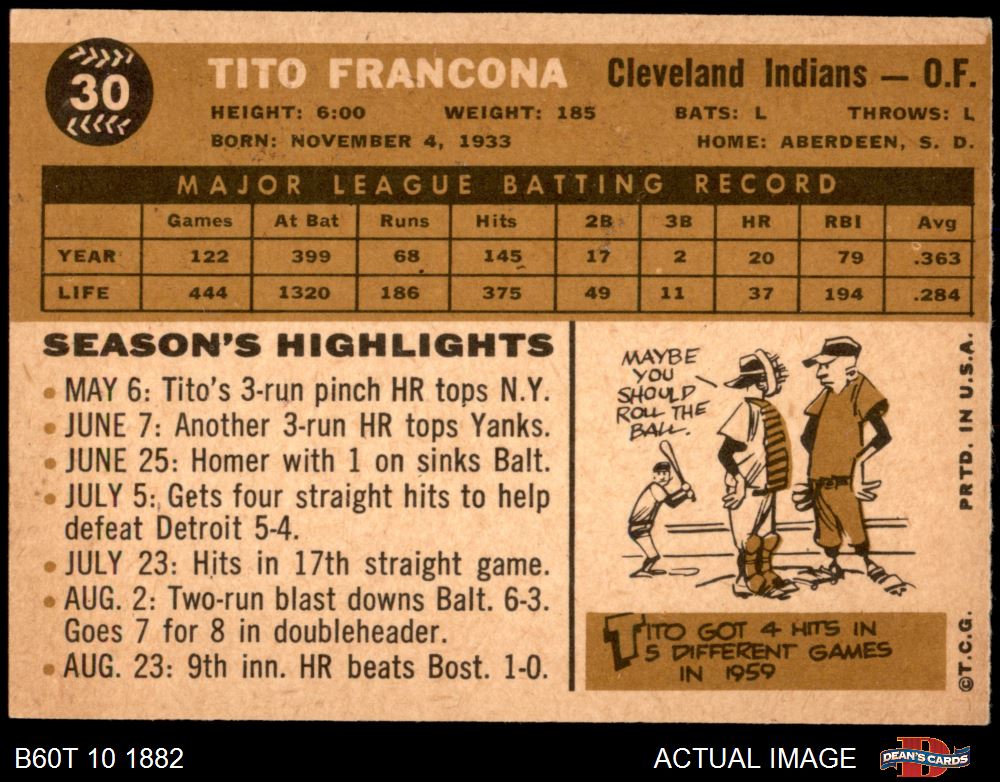 30
TITO FRANCONA
Cleveland Indians — O.F.
HEIGHT: 6:00 WEIGHT: 185 BATS: L THROWS: L
BORN: NOVEMBER 4, 1933 HOME: ABERDEEN, S. D.
MAJOR LEAGUE BATTING RECORD
Games At Bat Runs Hits 2B 3B HR RBI Avg
YEAR 122 399 68 145 17 2 20 79 .363
LIFE 444 1320 186 375 49 11 37 194 .284
SEASON'S HIGHLIGHTS
• MAY 6: Tito's 3-run pinch HR tops N.Y.
• JUNE 7: Another 3-run HR tops Yanks.
• JUNE 25: Homer with 1 on sinks Balt.
• JULY 5: Gets four straight hits to help
defeat Detroit 5-4.
• JULY 23: Hits in 17th straight game.
• AUG. 2: Two-run blast downs Balt. 6-3.
Goes 7 for 8 in doubleheader.
• AUG. 23: 9th inn. HR beats Bost. 1-0.
MAYBE
YOU
SHOULD
ROLL THE
BALL.
TITO GOT 4 HITS IN
5 DIFFERENT GAMES
IN 1959
PRTD. IN U.S.A.
©T.C.G.
B60T 10 1882
ACTUAL IMAGE
DEAN'S CARDS